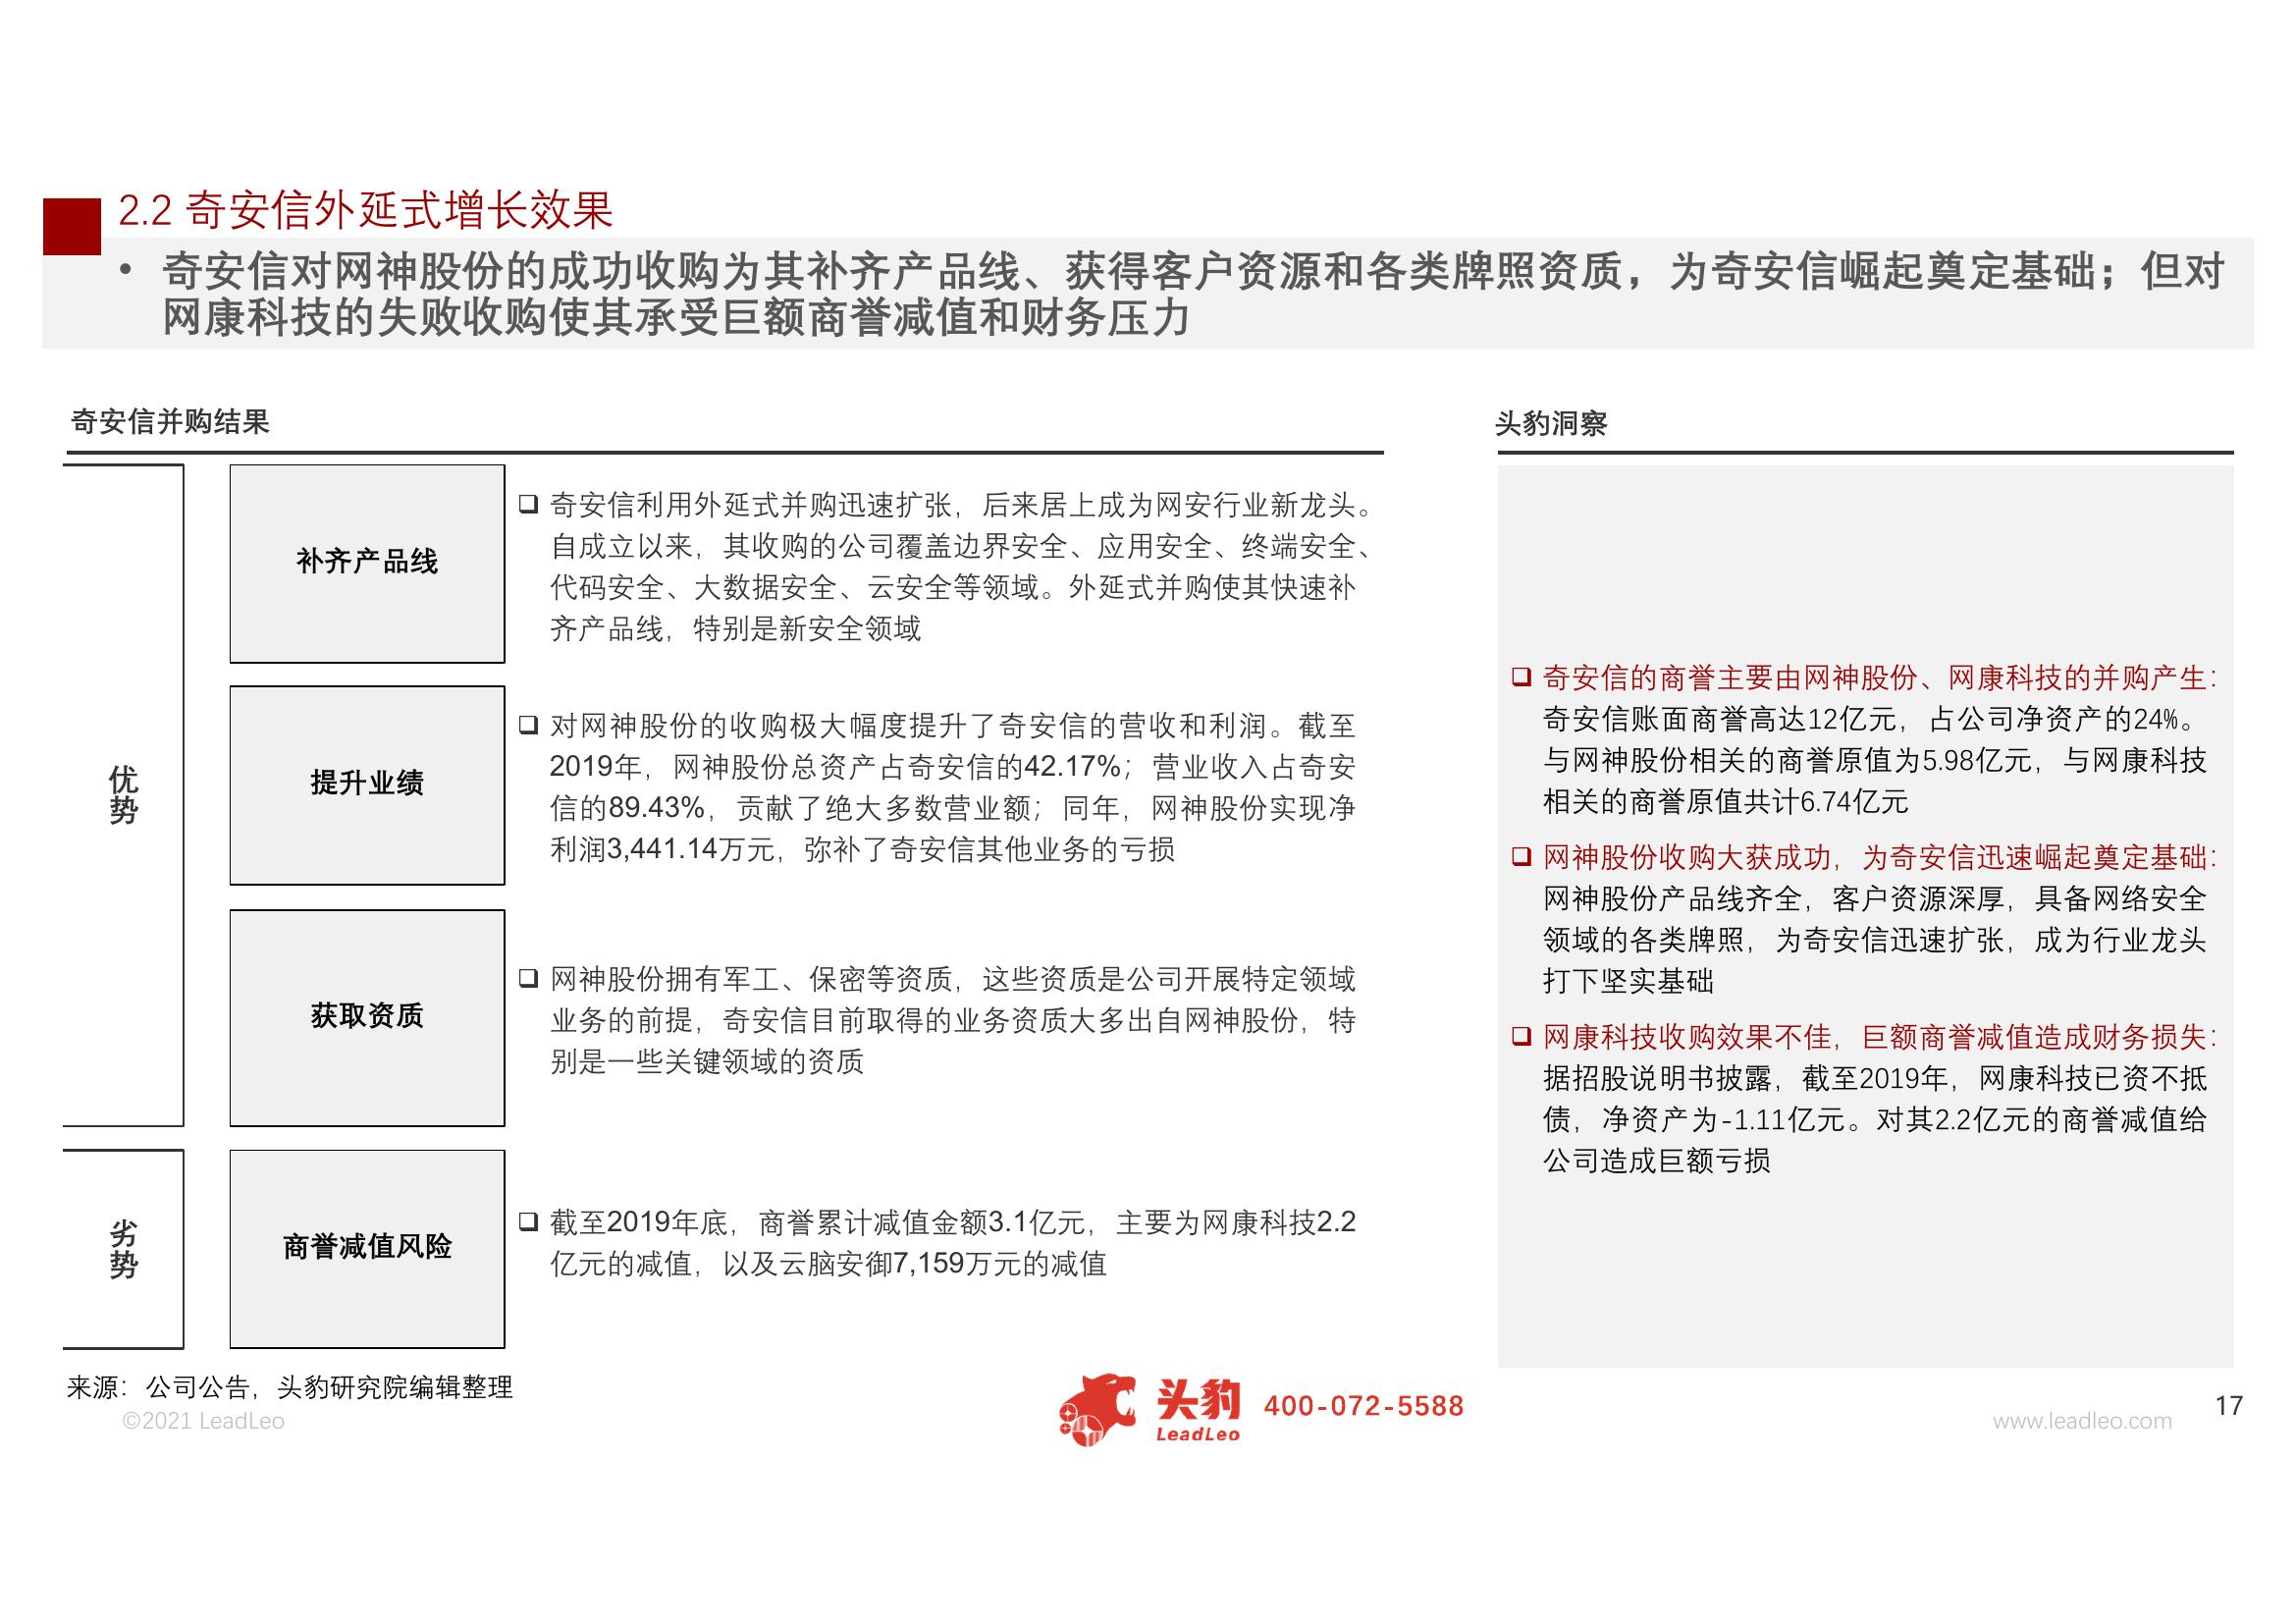 2.2 奇安信外延式增长效果
• 奇安信对网神股份的成功收购为其补齐产品线、获得客户资源和各类牌照资质，为奇安信崛起奠定基础；但对
网康科技的失败收购使其承受巨额商誉减值和财务压力
奇安信并购结果
优势
补齐产品线
❑ 奇安信利用外延式并购迅速扩张，后来居上成为网安行业新龙头。
自成立以来，其收购的公司覆盖边界安全、应用安全、终端安全、
代码安全、大数据安全、云安全等领域。外延式并购使其快速补
齐产品线，特别是新安全领域
提升业绩
❑ 对网神股份的收购极大幅度提升了奇安信的营收和利润。截至
2019年，网神股份总资产占奇安信的42.17%；营业收入占奇安
信的89.43%，贡献了绝大多数营业额；同年，网神股份实现净
利润3,441.14万元，弥补了奇安信其他业务的亏损
获取资质
❑ 网神股份拥有军工、保密等资质，这些资质是公司开展特定领域
业务的前提，奇安信目前取得的业务资质大多出自网神股份，特
别是一些关键领域的资质
劣势
商誉减值风险
❑ 截至2019年底，商誉累计减值金额3.1亿元，主要为网康科技2.2
亿元的减值，以及云脑安御7,159万元的减值
头豹洞察
❑ 奇安信的商誉主要由网神股份、网康科技的并购产生：
奇安信账面商誉高达12亿元，占公司净资产的24%。
与网神股份相关的商誉原值为5.98亿元，与网康科技
相关的商誉原值共计6.74亿元
❑ 网神股份收购大获成功，为奇安信迅速崛起奠定基础：
网神股份产品线齐全，客户资源深厚，具备网络安全
领域的各类牌照，为奇安信迅速扩张，成为行业龙头
打下坚实基础
❑ 网康科技收购效果不佳，巨额商誉减值造成财务损失：
据招股说明书披露，截至2019年，网康科技已资不抵
债，净资产为-1.11亿元。对其2.2亿元的商誉减值给
公司造成巨额亏损
来源：公司公告，头豹研究院编辑整理
©2021 LeadLeo
头豹
LeadLeo
400-072-5588
www.leadleo.com
17